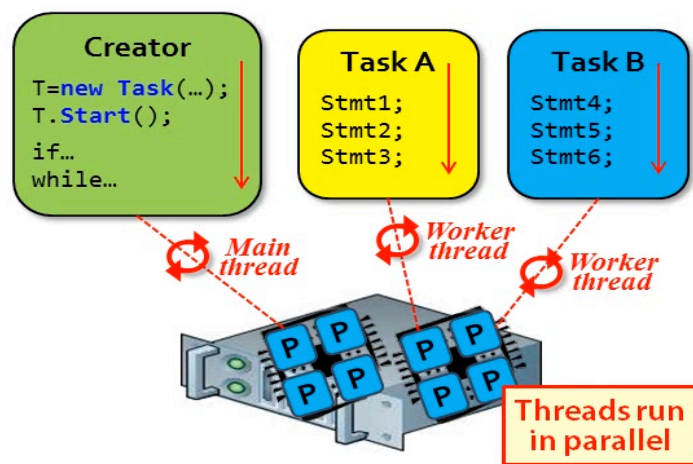 Creator
T=new Task(…);
T.Start();
if…
while…
Task A
Stmt1;
Stmt2;
Stmt3;
Task B
Stmt4;
Stmt5;
Stmt6;
Main
thread
Worker
thread
Worker
thread
P P
P P
P P
P P
Threads run
in parallel